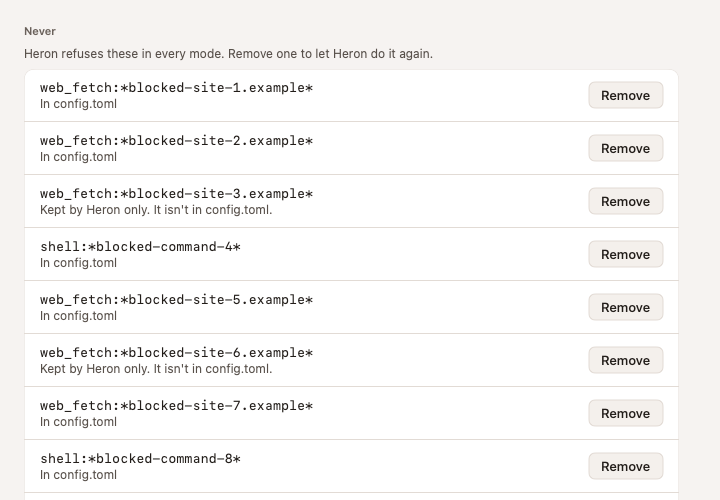 Never
Heron refuses these in every mode. Remove one to let Heron do it again.
web_fetch:*blocked-site-1.example*
In config.toml
Remove
web_fetch:*blocked-site-2.example*
In config.toml
Remove
web_fetch:*blocked-site-3.example*
Kept by Heron only. It isn't in config.toml.
Remove
shell:*blocked-command-4*
In config.toml
Remove
web_fetch:*blocked-site-5.example*
In config.toml
Remove
web_fetch:*blocked-site-6.example*
Kept by Heron only. It isn't in config.toml.
Remove
web_fetch:*blocked-site-7.example*
In config.toml
Remove
shell:*blocked-command-8*
In config.toml
Remove